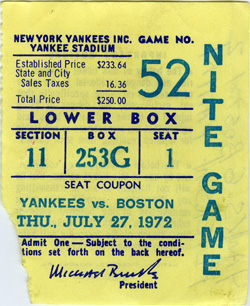 NEW YORK YANKEES INC. GAME NO.
YANKEE STADIUM
Established Price $233.64
State and City
Sales Taxes 16.36
Total Price $250.00
52
LOWER BOX
SECTION BOX SEAT
11 253G 1
SEAT COUPON
YANKEES vs. BOSTON
THU., JULY 27, 1972
Admit One — Subject to the condi-
tions set forth on the back hereof.
President
NITE GAME